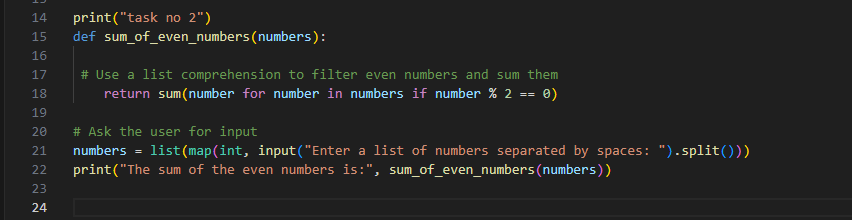 14 print("task no 2")
15 def sum_of_even_numbers(numbers):
16
17 # Use a list comprehension to filter even numbers and sum them
18 return sum(number for number in numbers if number % 2 == 0)
19
20 # Ask the user for input
21 numbers = list(map(int, input("Enter a list of numbers separated by spaces: ").split()))
22 print("The sum of the even numbers is:", sum_of_even_numbers(numbers))
23
24